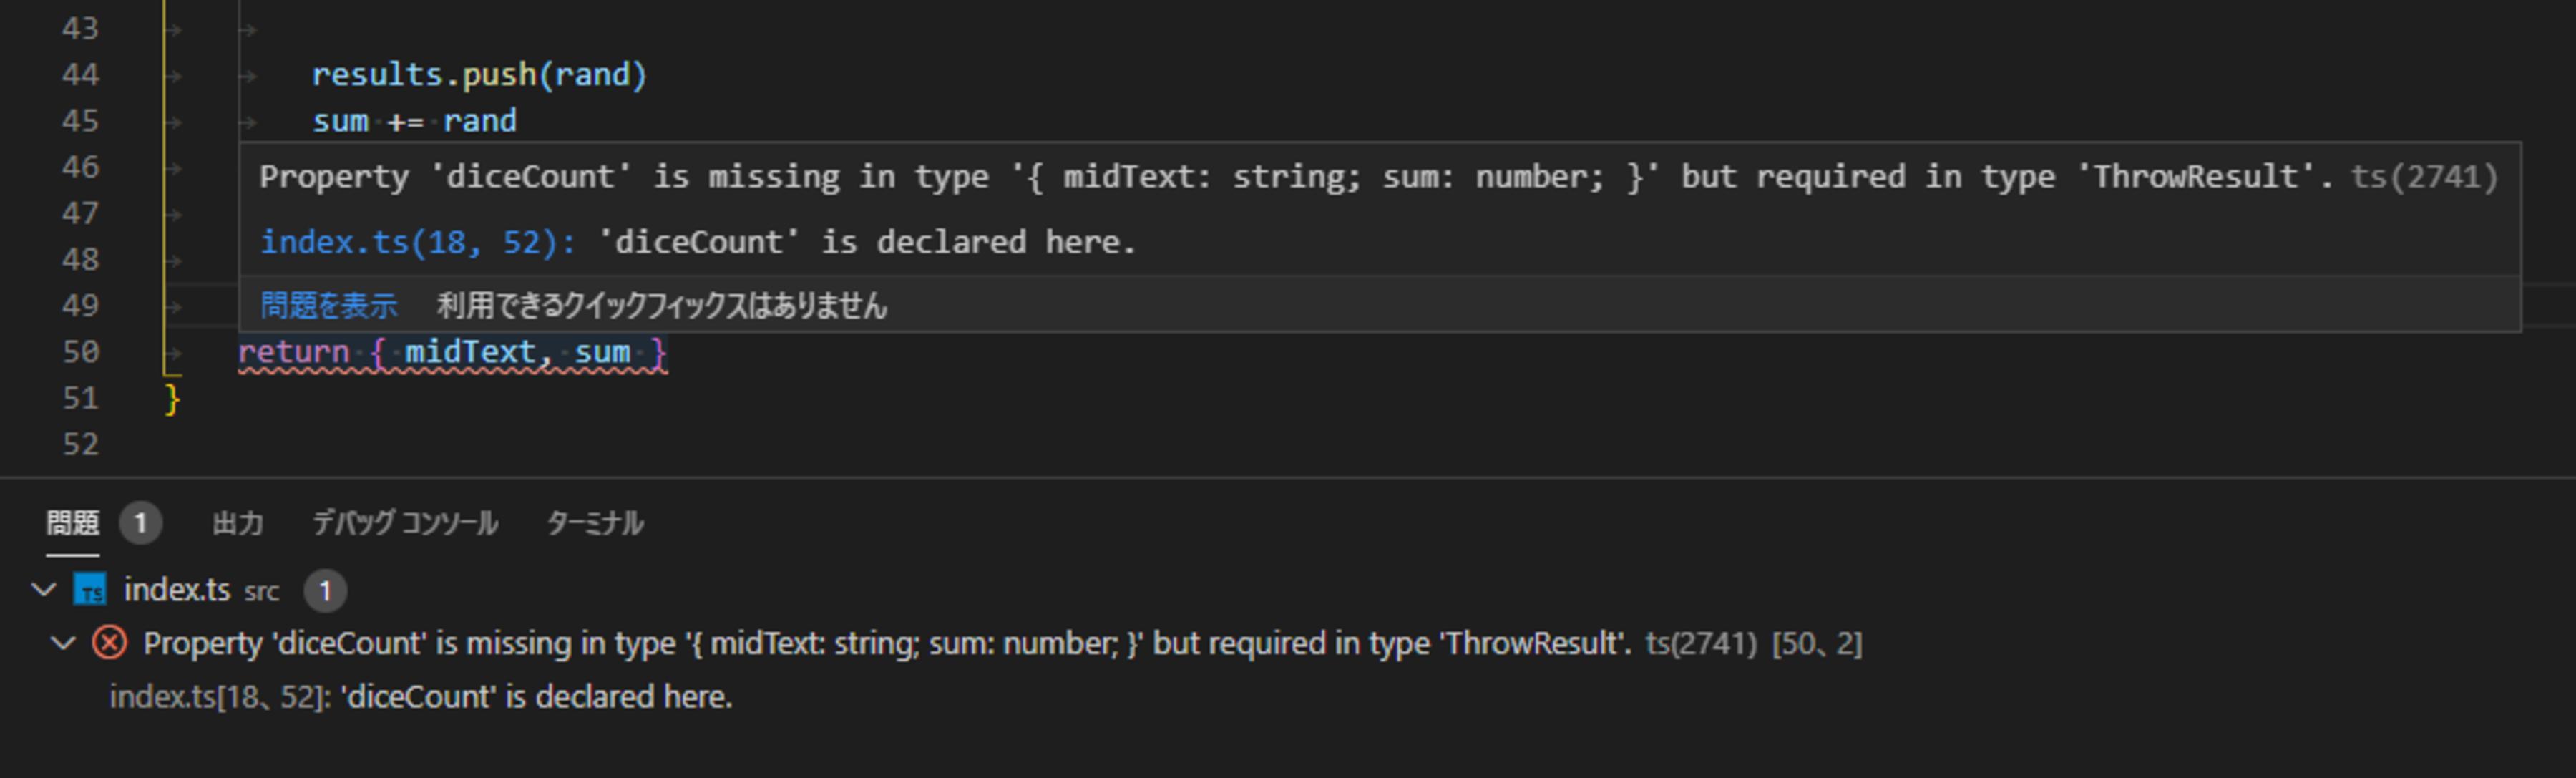 43
44 results.push(rand)
45 sum += rand
46 Property 'diceCount' is missing in type '{ midText: string; sum: number; }' but required in type 'ThrowResult'. ts(2741)
47
48 index.ts(18, 52): 'diceCount' is declared here.
49 問題を表示 利用できるクイックフィックスはありません
50 return { midText, sum }
51 }
52
問題 1 出力 デバッグ コンソール ターミナル
TS index.ts src 1
Property 'diceCount' is missing in type '{ midText: string; sum: number; }' but required in type 'ThrowResult'. ts(2741) [50、2]
index.ts[18、52]: 'diceCount' is declared here.